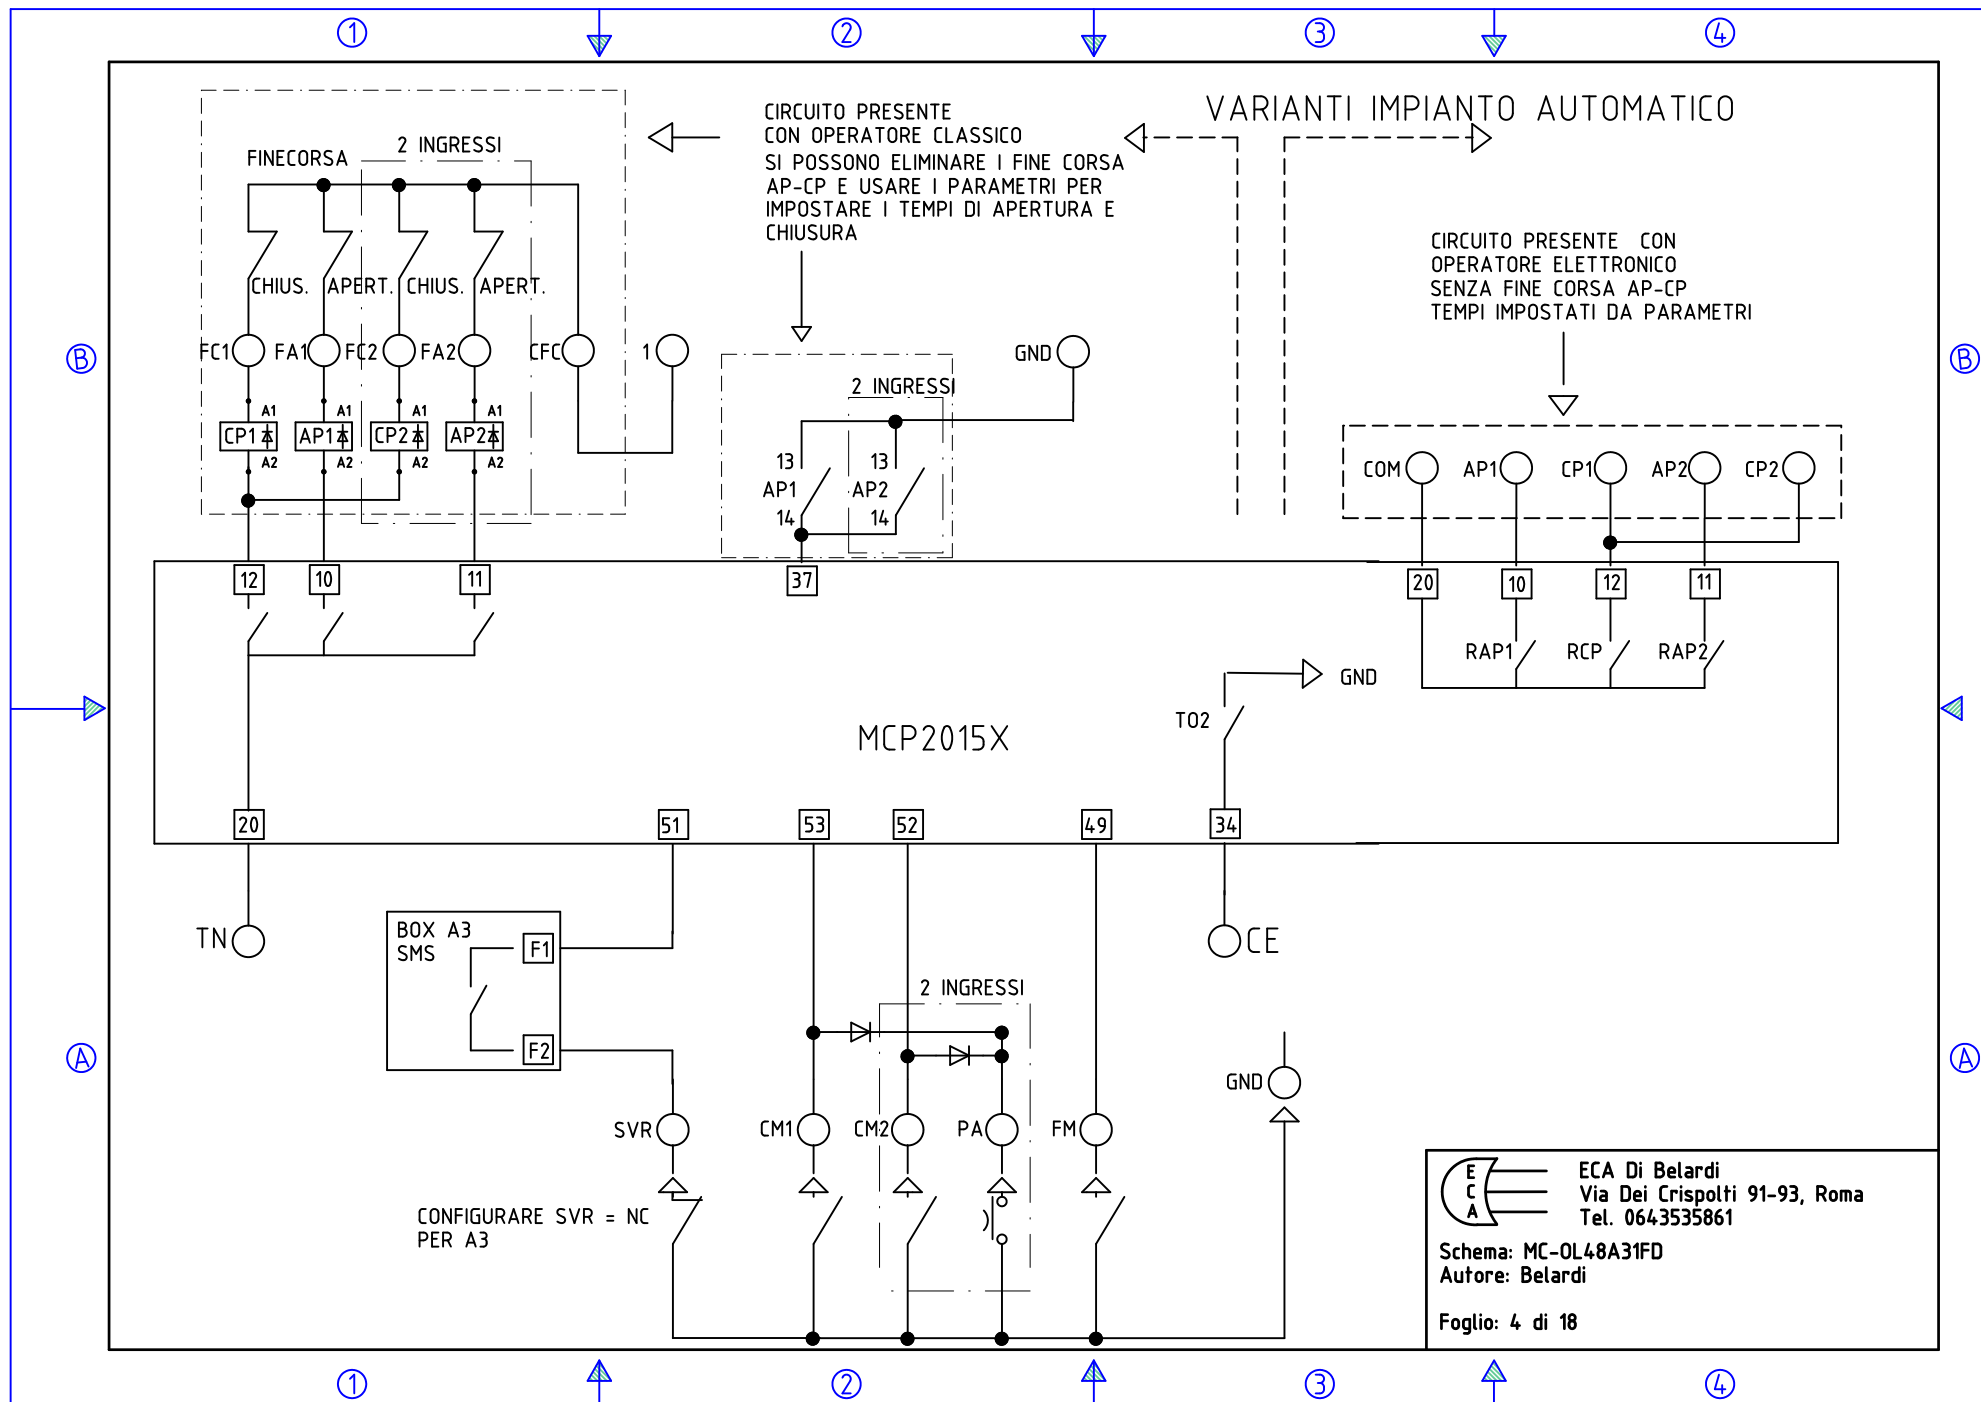 1
2
3
4
VARIANTI IMPIANTO AUTOMATICO
CIRCUITO PRESENTE
CON OPERATORE CLASSICO
SI POSSONO ELIMINARE I FINE CORSA
AP-CP E USARE I PARAMETRI PER
IMPOSTARE I TEMPI DI APERTURA E
CHIUSURA
2 INGRESSI
FINECORSA
CHIUS.
APERT.
CHIUS.
APERT.
CIRCUITO PRESENTE CON
OPERATORE ELETTRONICO
SENZA FINE CORSA AP-CP
TEMPI IMPOSTATI DA PARAMETRI
B
FC1
FA1
FC2
FA2
CFC
1
GND
B
2 INGRESSI
A1
A1
A1
A1
CP1
AP1
CP2
AP2
A2
A2
A2
A2
13
13
AP1
AP2
14
14
COM
AP1
CP1
AP2
CP2
12
10
11
37
20
10
12
11
RAP1
RCP
RAP2
GND
TO2
MCP2015X
20
51
53
52
49
34
TN
BOX A3
SMS
F1
F2
CE
2 INGRESSI
A
A
GND
SVR
CM1
CM2
PA
FM
CONFIGURARE SVR = NC
PER A3
E
C
A
ECA Di Belardi
Via Dei Crispolti 91-93, Roma
Tel. 0643535861
Schema: MC-OL48A31FD
Autore: Belardi
Foglio: 4 di 18
1
2
3
4